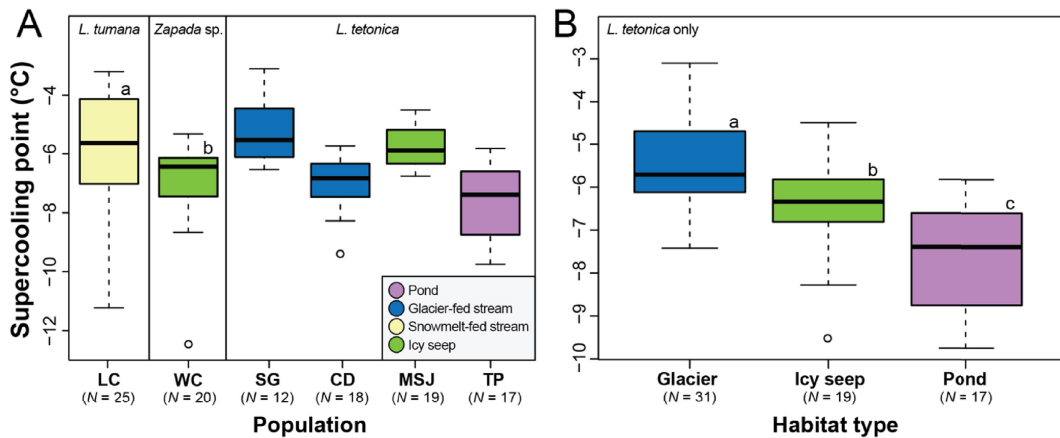 A
L. tumana
Zapada sp.
L. tetonica
Supercooling point (°C)
−4
−6
−8
−10
−12
a
b
Pond
Glacier-fed stream
Snowmelt-fed stream
Icy seep
LC
WC
SG
CD
MSJ
TP
(N = 25)
(N = 20)
(N = 12)
(N = 18)
(N = 19)
(N = 17)
Population
B
L. tetonica only
−3
−4
−5
−6
−7
−8
−9
−10
a
b
c
Glacier
Icy seep
Pond
(N = 31)
(N = 19)
(N = 17)
Habitat type